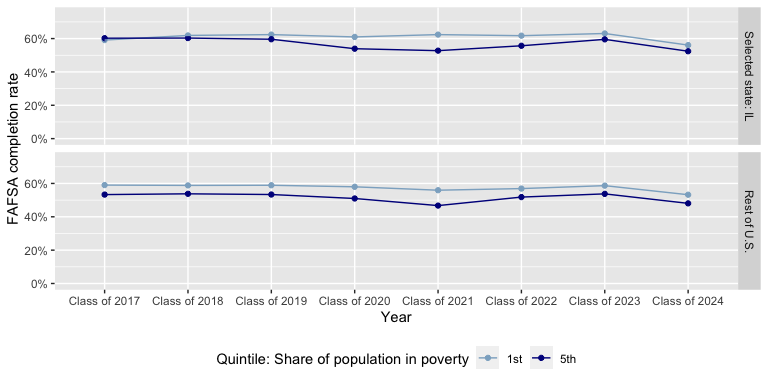 FAFSA completion rate
60%
40%
20%
0%
Selected state: IL
60%
40%
20%
0%
Rest of U.S.
Class of 2017 Class of 2018 Class of 2019 Class of 2020 Class of 2021 Class of 2022 Class of 2023 Class of 2024
Year
Quintile: Share of population in poverty 1st 5th